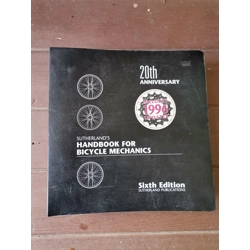 20th
ANNIVERSARY
1996
SUTHERLAND'S
HANDBOOK FOR
BICYCLE MECHANICS
Sixth Edition
SUTHERLAND PUBLICATIONS